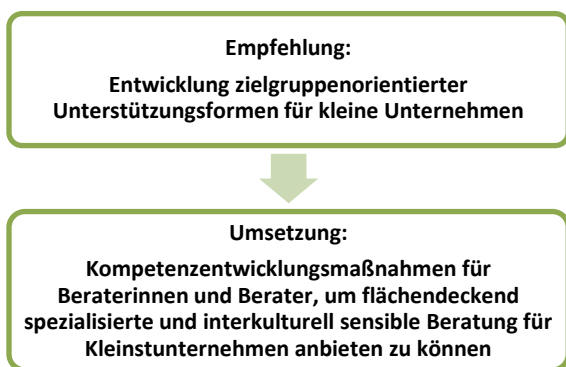 Empfehlung:
Entwicklung zielgruppenorientierter
Unterstützungsformen für kleine Unternehmen
Umsetzung:
Kompetenzentwicklungsmaßnahmen für
Beraterinnen und Berater, um flächendeckend
spezialisierte und interkulturell sensible Beratung für
Kleinstunternehmen anbieten zu können